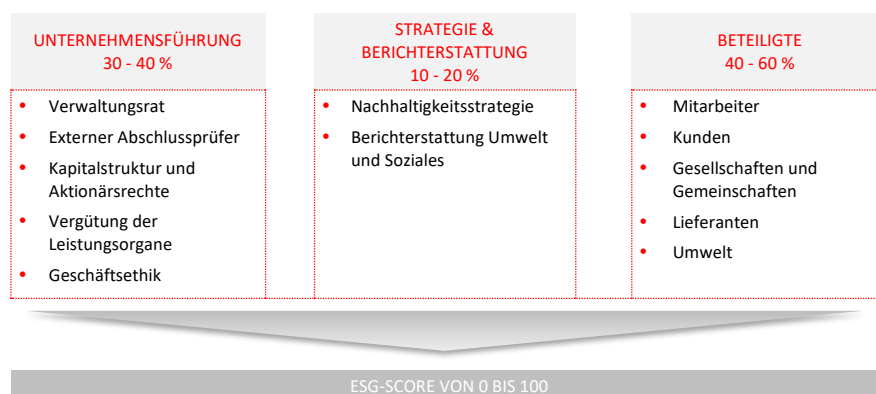 UNTERNEHMENSFÜHRUNG
30 - 40 %
• Verwaltungsrat
• Externer Abschlussprüfer
• Kapitalstruktur und
Aktionärsrechte
• Vergütung der
Leistungsorgane
• Geschäftsethik
STRATEGIE &
BERICHTERSTATTUNG
10 - 20 %
• Nachhaltigkeitsstrategie
• Berichterstattung Umwelt
und Soziales
BETEILIGTE
40 - 60 %
• Mitarbeiter
• Kunden
• Gesellschaften und
Gemeinschaften
• Lieferanten
• Umwelt
ESG-SCORE VON 0 BIS 100